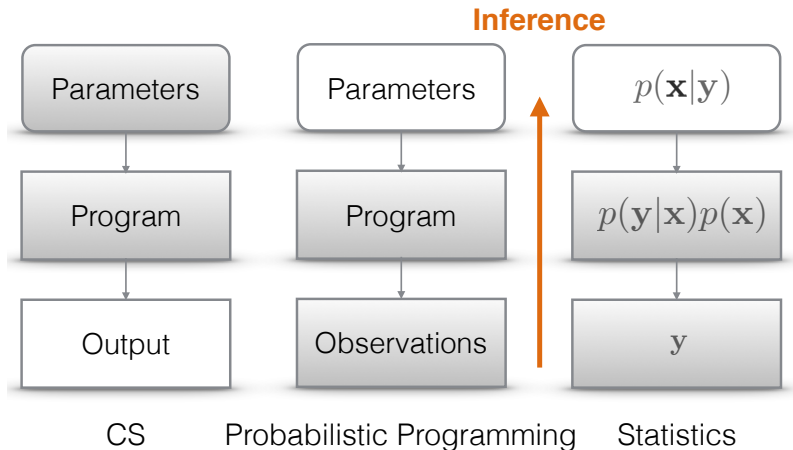 Inference
Parameters
Parameters
p(x|y)
Program
Program
p(y|x)p(x)
Output
Observations
y
CS
Probabilistic Programming
Statistics